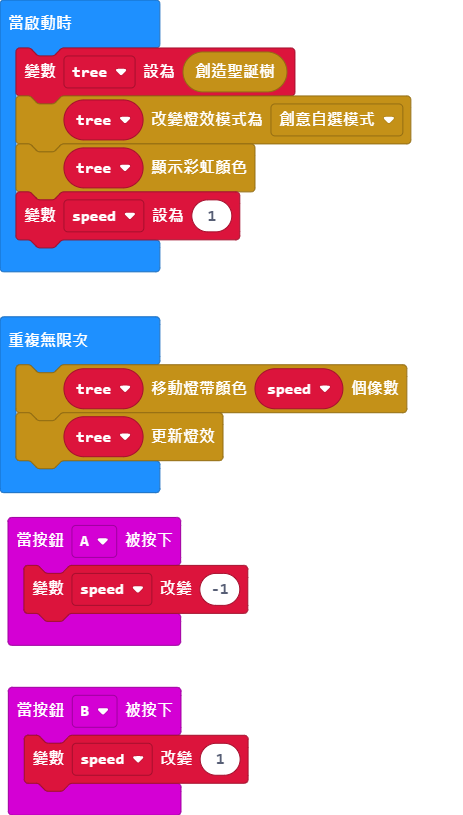 當啟動時
變數 tree 設為 創造聖誕樹
tree 改變燈效模式為 創意自選模式
tree 顯示彩虹顏色
變數 speed 設為 1
重複無限次
tree 移動燈帶顏色 speed 個像數
tree 更新燈效
當按鈕 A 被按下
變數 speed 改變 -1
當按鈕 B 被按下
變數 speed 改變 1